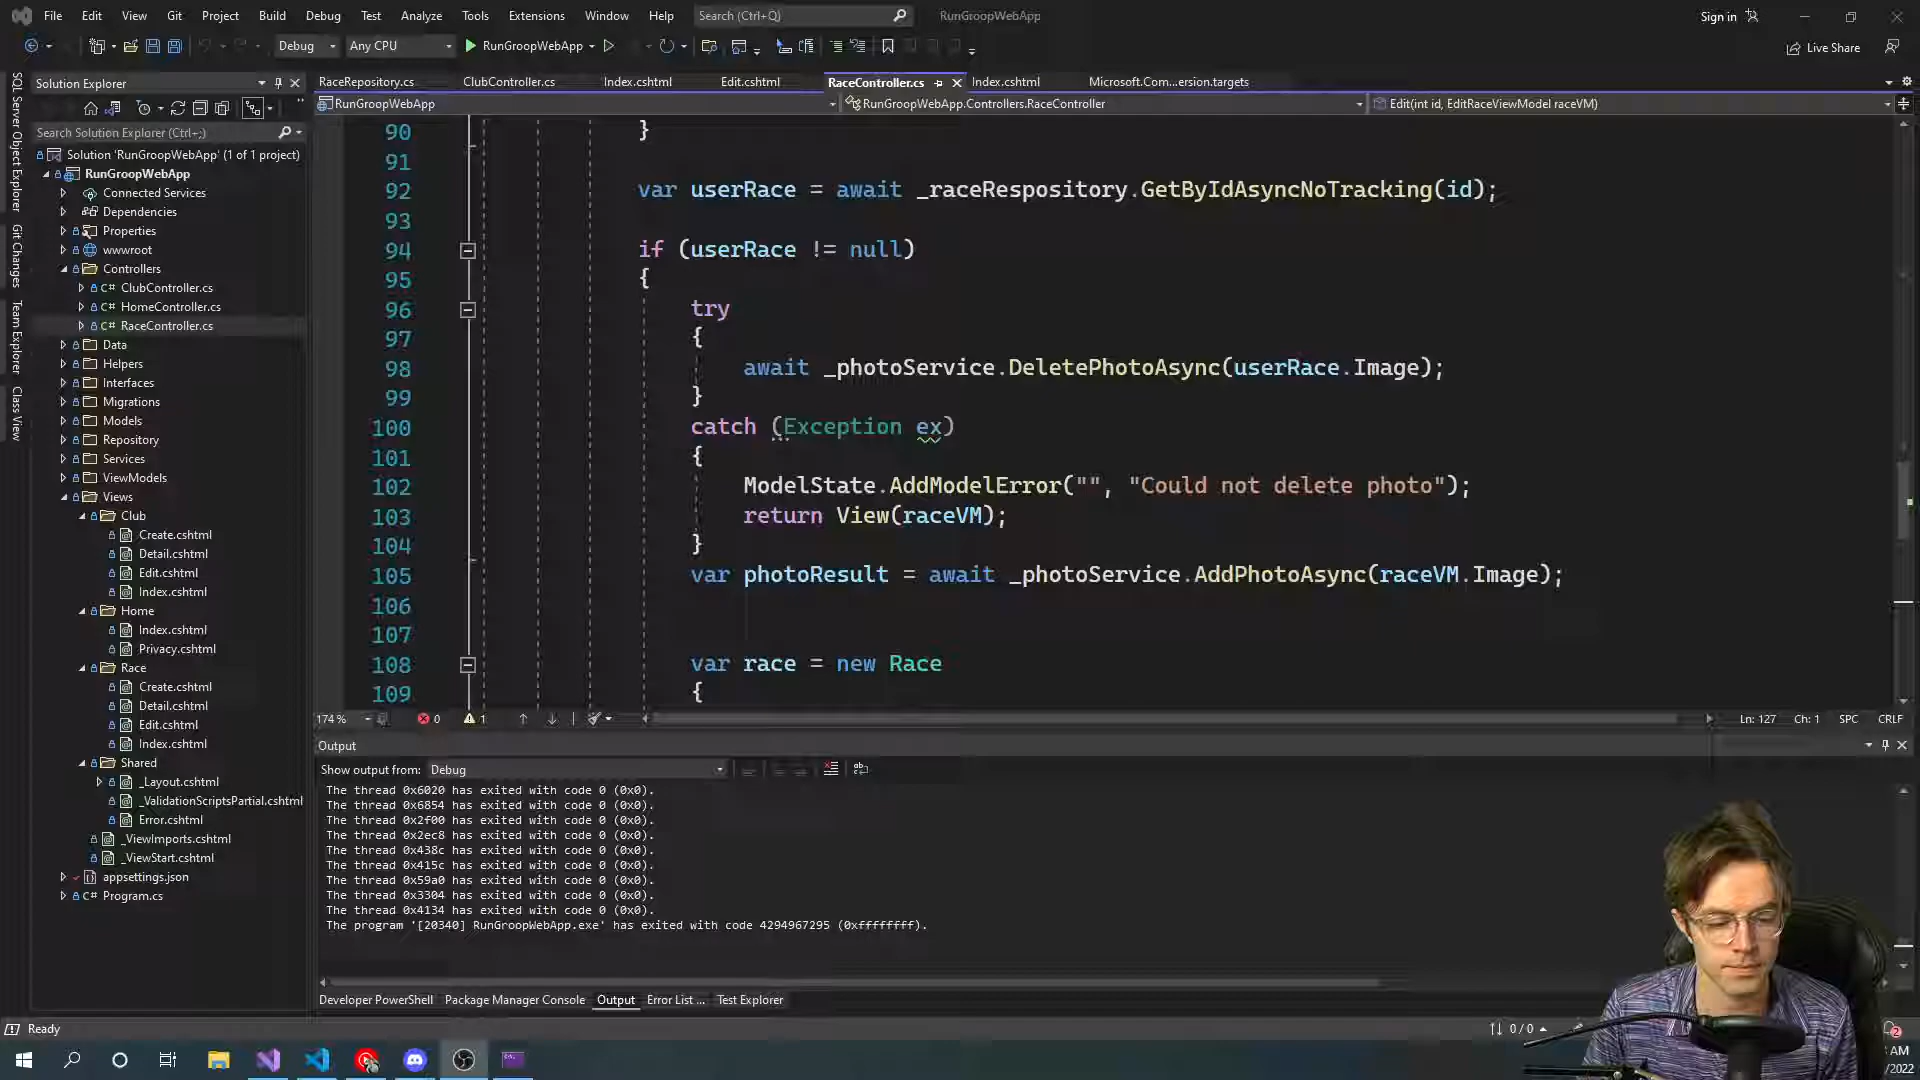 File Edit View Git Project Build Debug Test Analyze Tools Extensions Window Help Search (Ctrl+Q) RunGroopWebApp Sign in
Debug Any CPU RunGroopWebApp Live Share
SQL Server Object Explorer
Git Changes
Team Explorer
Class View
Solution Explorer
Search Solution Explorer (Ctrl+;)
Solution 'RunGroopWebApp' (1 of 1 project)
RunGroopWebApp
Connected Services
Dependencies
Properties
wwwroot
Controllers
C# ClubController.cs
C# HomeController.cs
C# RaceController.cs
Data
Helpers
Interfaces
Migrations
Models
Repository
Services
ViewModels
Views
Club
Create.cshtml
Detail.cshtml
Edit.cshtml
Index.cshtml
Home
Index.cshtml
Privacy.cshtml
Race
Create.cshtml
Detail.cshtml
Edit.cshtml
Index.cshtml
Shared
_Layout.cshtml
_ValidationScriptsPartial.cshtml
Error.cshtml
_ViewImports.cshtml
_ViewStart.cshtml
appsettings.json
C# Program.cs
RaceRepository.cs ClubController.cs Index.cshtml Edit.cshtml RaceController.cs Index.cshtml Microsoft.Com...ersion.targets
RunGroopWebApp RunGroopWebApp.Controllers.RaceController Edit(int id, EditRaceViewModel raceVM)
90 }
91
92 var userRace = await _raceRespository.GetByIdAsyncNoTracking(id);
93
94 if (userRace != null)
95 {
96 try
97 {
98 await _photoService.DeletePhotoAsync(userRace.Image);
99 }
100 catch (Exception ex)
101 {
102 ModelState.AddModelError("", "Could not delete photo");
103 return View(raceVM);
104 }
105 var photoResult = await _photoService.AddPhotoAsync(raceVM.Image);
106
107
108 var race = new Race
109 {
174 % 0 1 Ln: 127 Ch: 1 SPC CRLF
Output
Show output from: Debug
The thread 0x6020 has exited with code 0 (0x0).
The thread 0x6854 has exited with code 0 (0x0).
The thread 0x2f00 has exited with code 0 (0x0).
The thread 0x2ec8 has exited with code 0 (0x0).
The thread 0x438c has exited with code 0 (0x0).
The thread 0x415c has exited with code 0 (0x0).
The thread 0x59a0 has exited with code 0 (0x0).
The thread 0x3304 has exited with code 0 (0x0).
The thread 0x4134 has exited with code 0 (0x0).
The program '[20340] RunGroopWebApp.exe' has exited with code 4294967295 (0xffffffff).
Developer PowerShell Package Manager Console Output Error List ... Test Explorer
Ready 0 / 0 2
AM
/2022